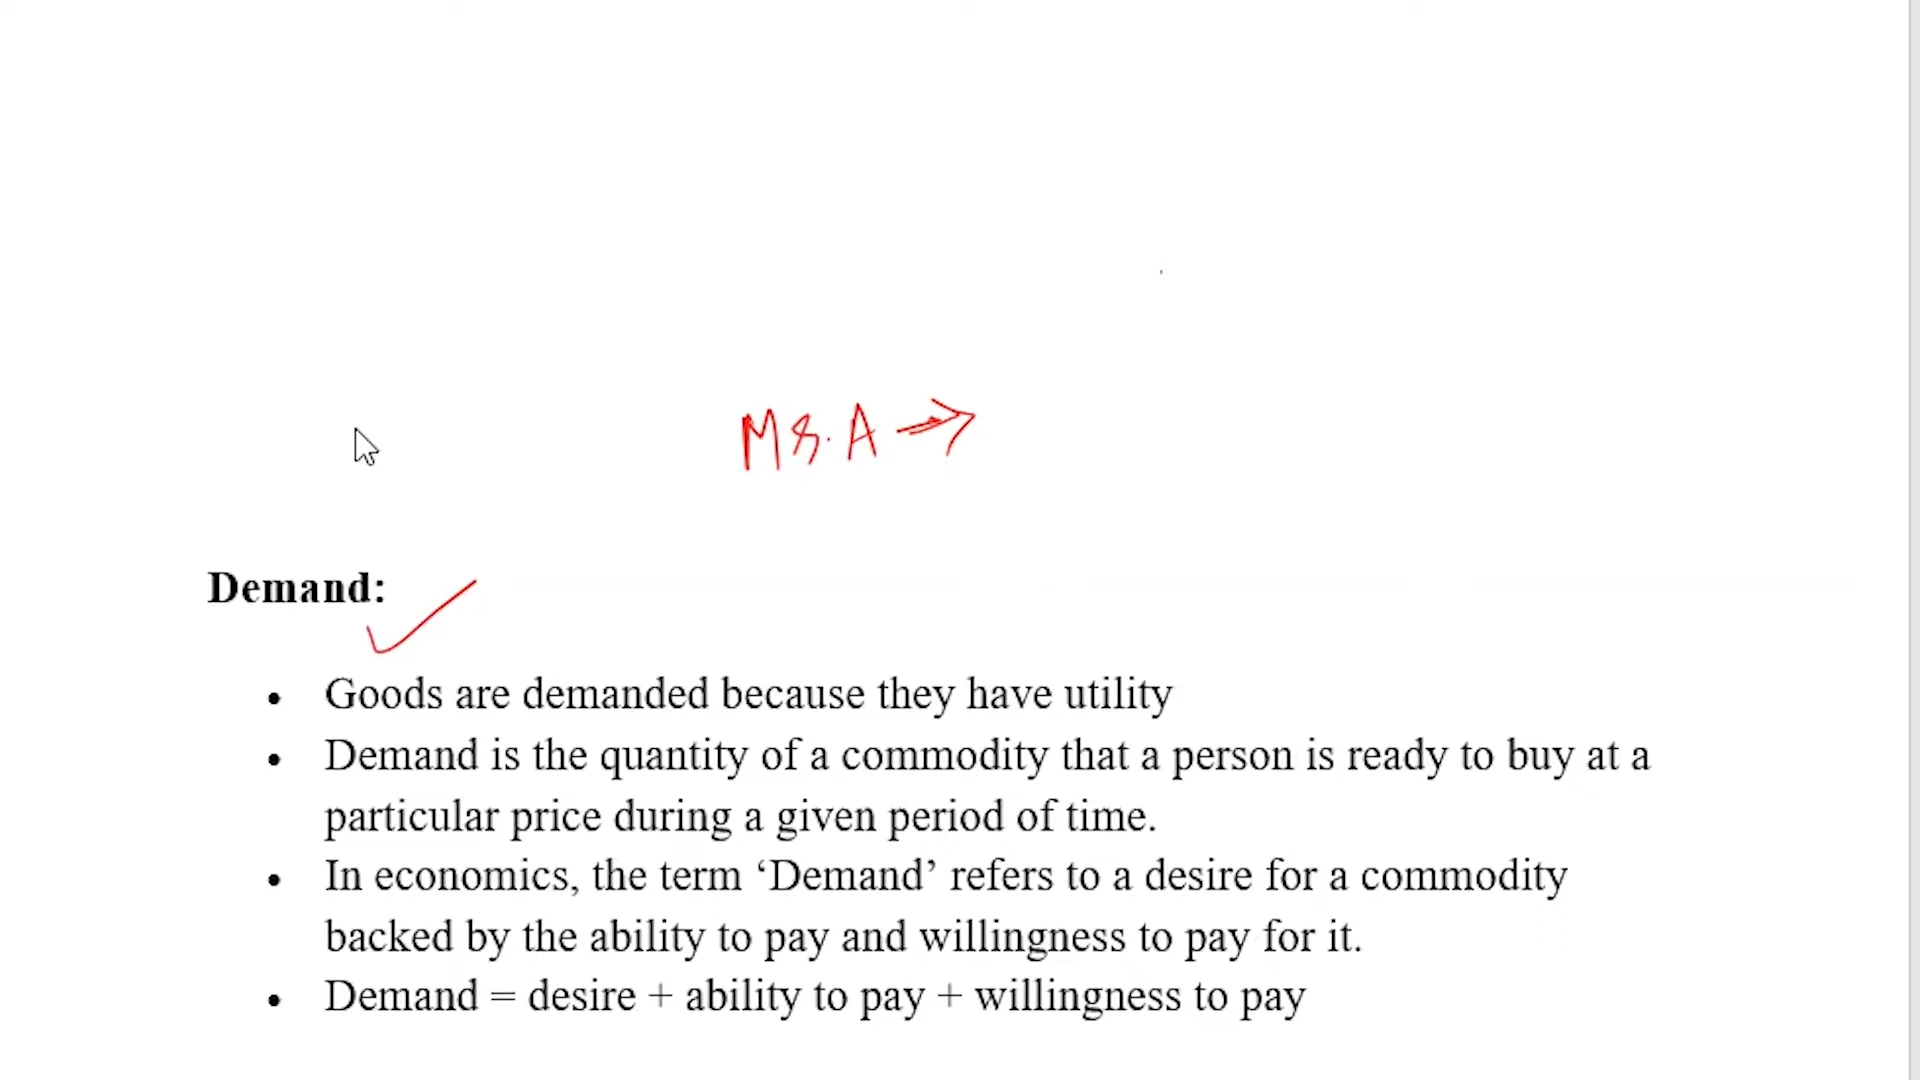 Mr. A →
Demand:
• Goods are demanded because they have utility
• Demand is the quantity of a commodity that a person is ready to buy at a
particular price during a given period of time.
• In economics, the term ‘Demand’ refers to a desire for a commodity
backed by the ability to pay and willingness to pay for it.
• Demand = desire + ability to pay + willingness to pay